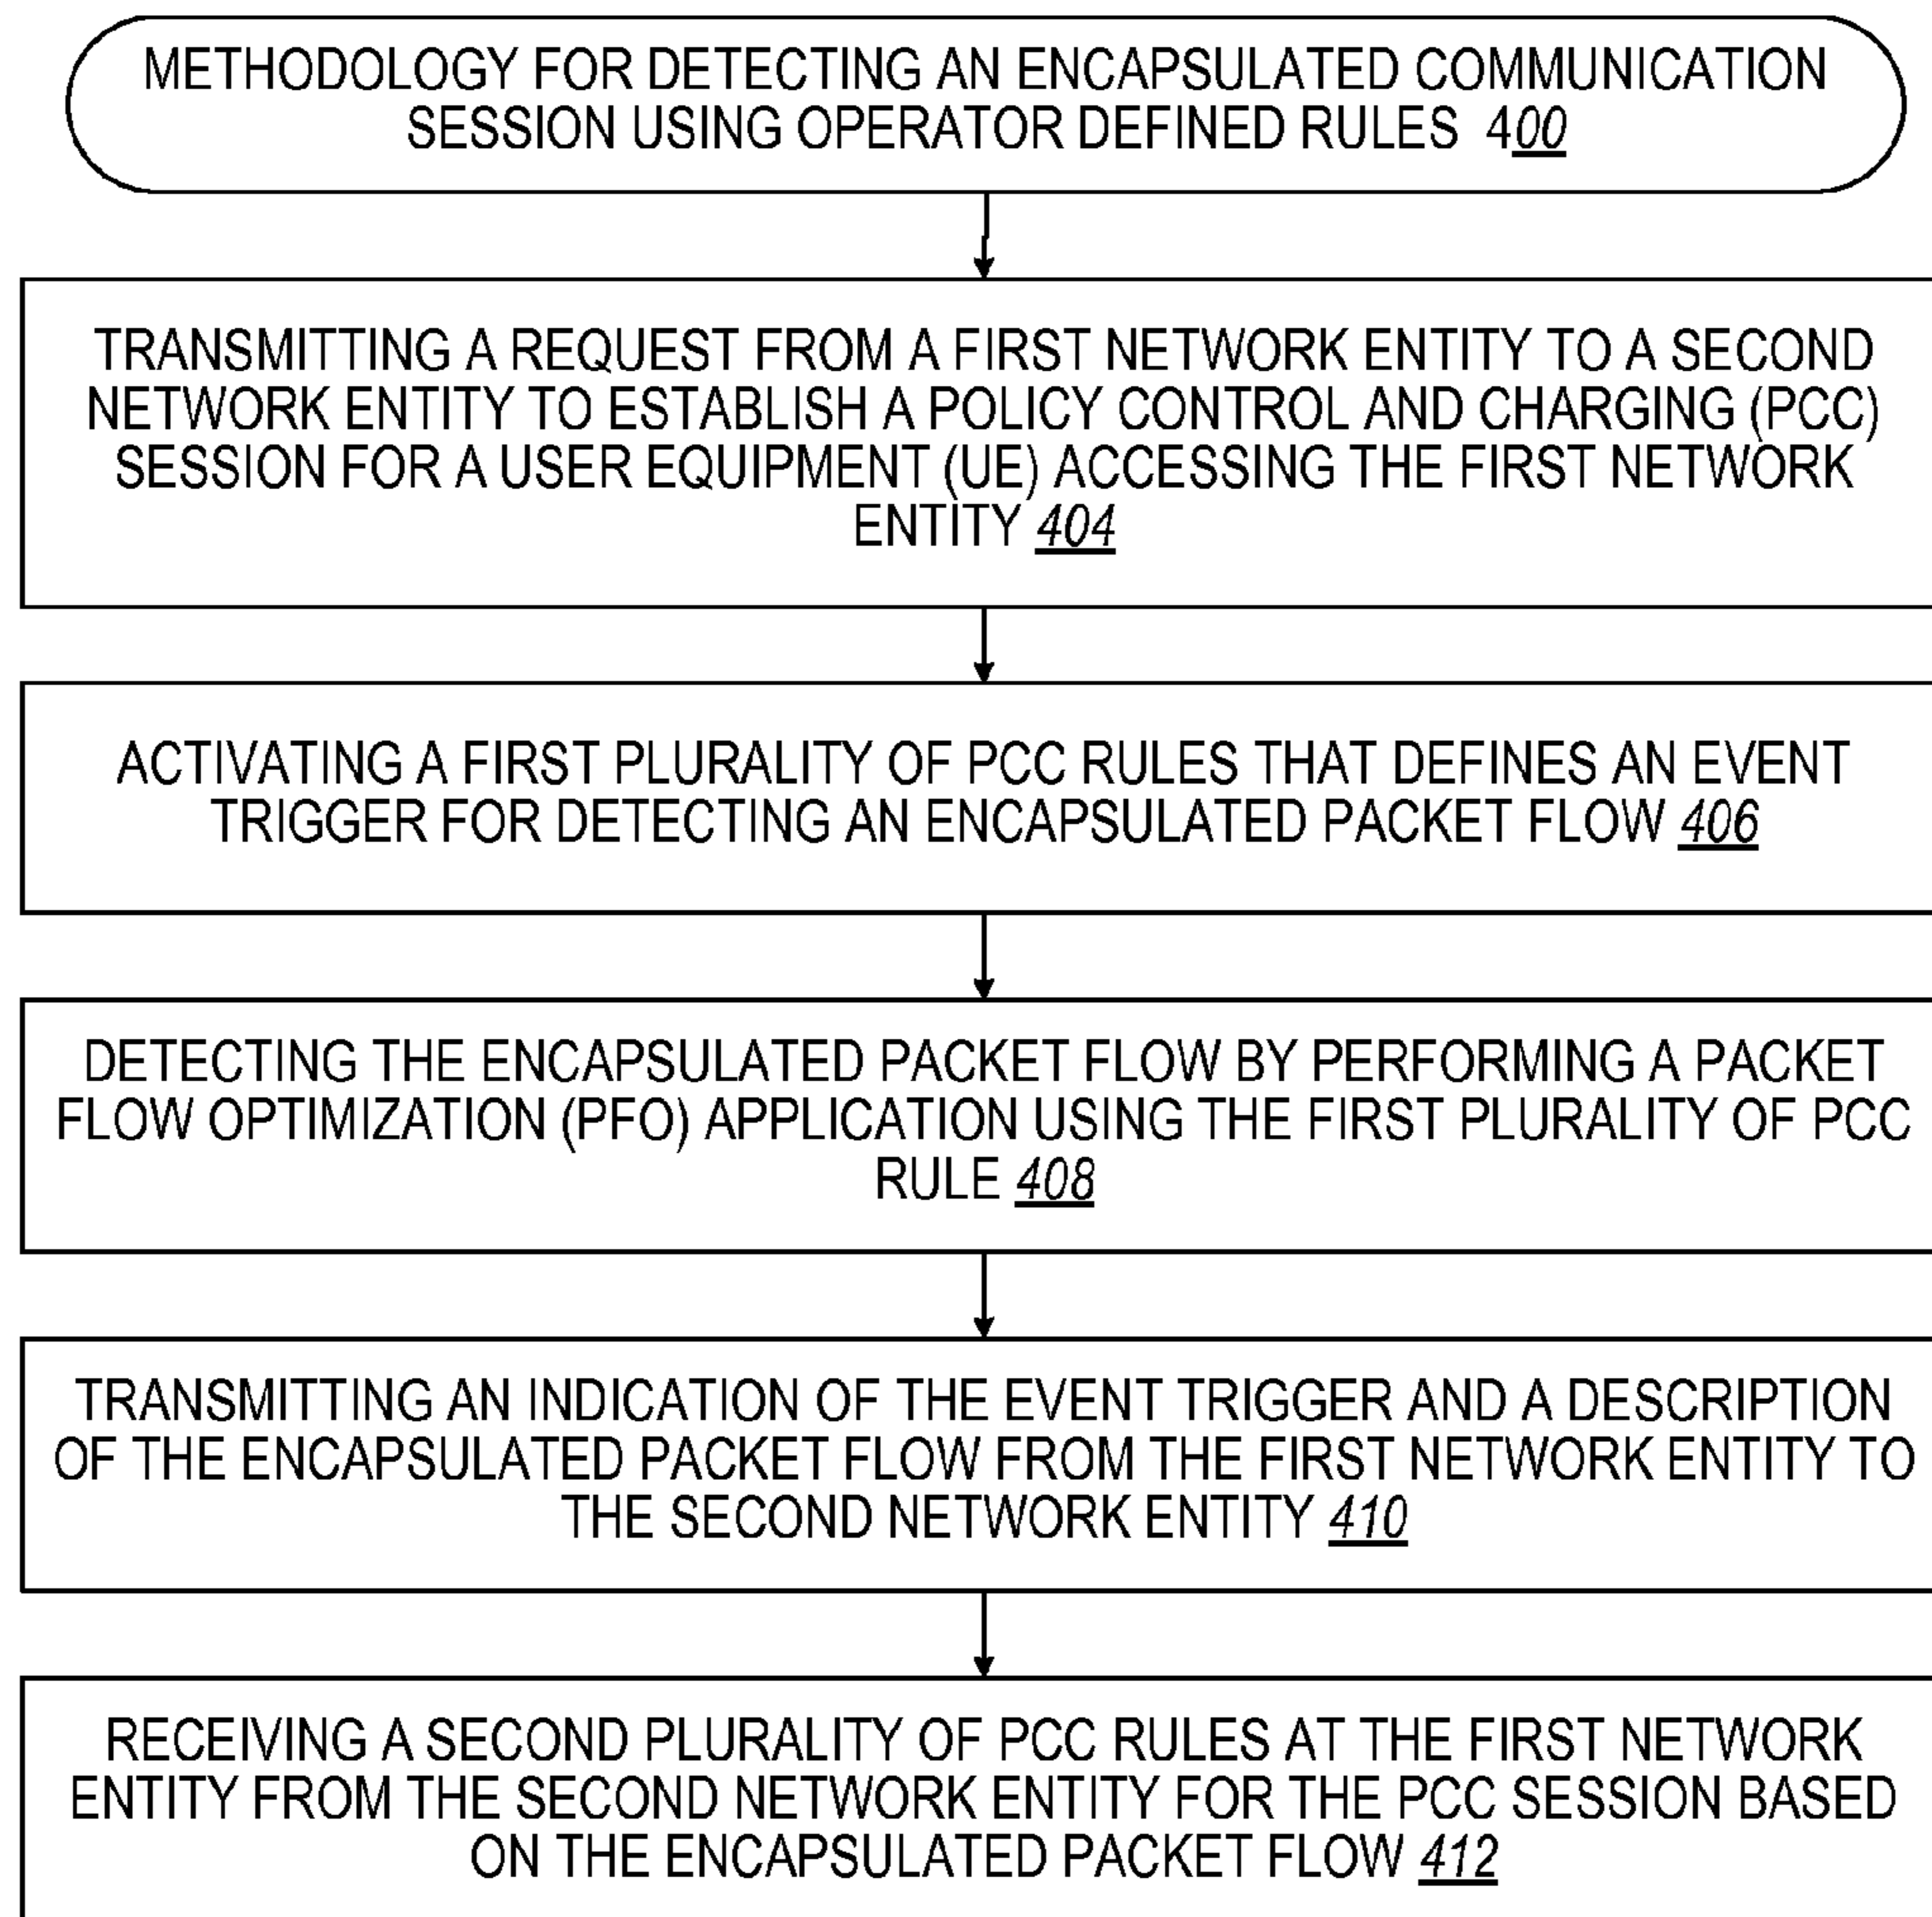 METHODOLOGY FOR DETECTING AN ENCAPSULATED COMMUNICATION
SESSION USING OPERATOR DEFINED RULES 400
TRANSMITTING A REQUEST FROM A FIRST NETWORK ENTITY TO A SECOND
NETWORK ENTITY TO ESTABLISH A POLICY CONTROL AND CHARGING (PCC)
SESSION FOR A USER EQUIPMENT (UE) ACCESSING THE FIRST NETWORK
ENTITY 404
ACTIVATING A FIRST PLURALITY OF PCC RULES THAT DEFINES AN EVENT
TRIGGER FOR DETECTING AN ENCAPSULATED PACKET FLOW 406
DETECTING THE ENCAPSULATED PACKET FLOW BY PERFORMING A PACKET
FLOW OPTIMIZATION (PFO) APPLICATION USING THE FIRST PLURALITY OF PCC
RULE 408
TRANSMITTING AN INDICATION OF THE EVENT TRIGGER AND A DESCRIPTION
OF THE ENCAPSULATED PACKET FLOW FROM THE FIRST NETWORK ENTITY TO
THE SECOND NETWORK ENTITY 410
RECEIVING A SECOND PLURALITY OF PCC RULES AT THE FIRST NETWORK
ENTITY FROM THE SECOND NETWORK ENTITY FOR THE PCC SESSION BASED
ON THE ENCAPSULATED PACKET FLOW 412